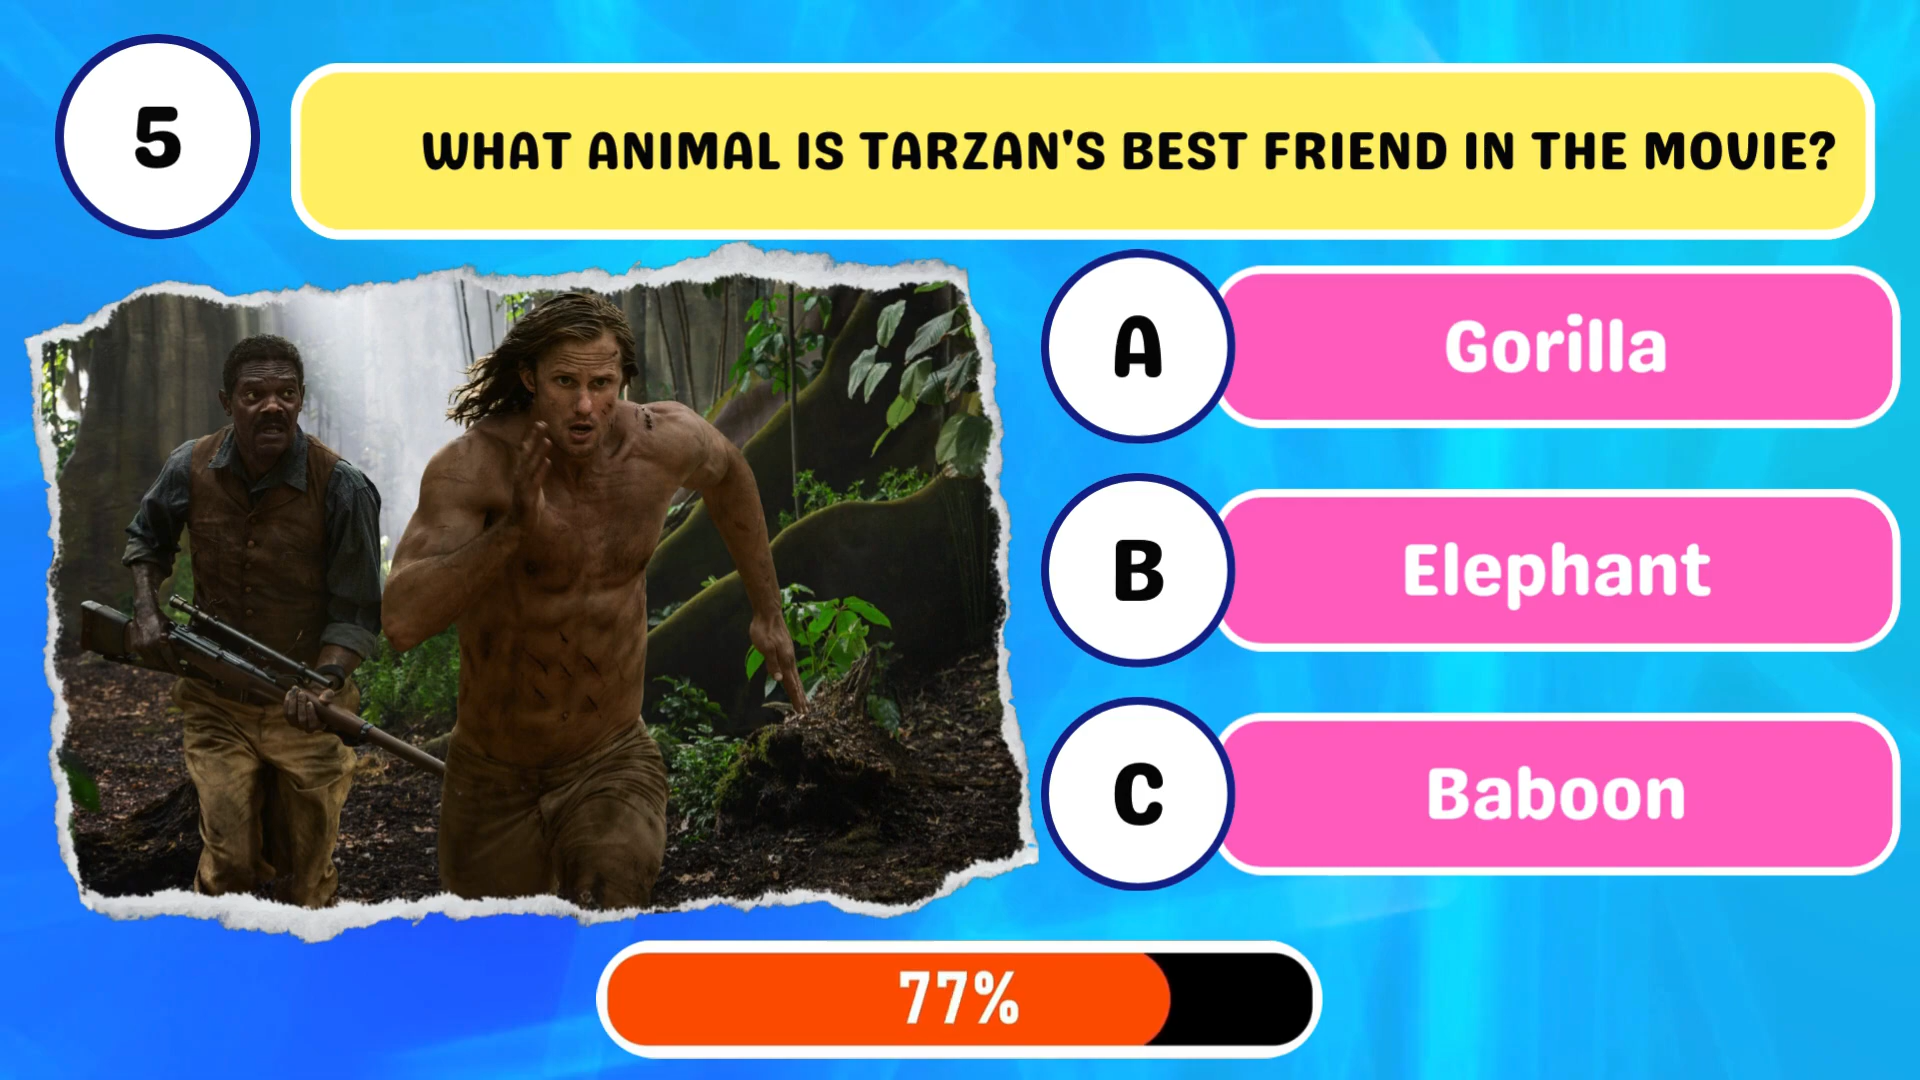 5
WHAT ANIMAL IS TARZAN'S BEST FRIEND IN THE MOVIE?
A
Gorilla
B
Elephant
C
Baboon
77%